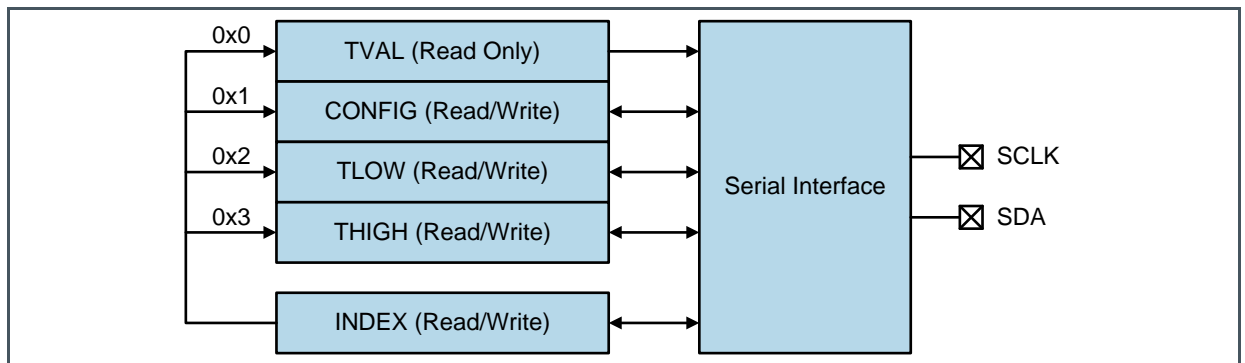 0x0
TVAL (Read Only)
0x1
CONFIG (Read/Write)
0x2
TLOW (Read/Write)
0x3
THIGH (Read/Write)
INDEX (Read/Write)
Serial Interface
SCLK
SDA